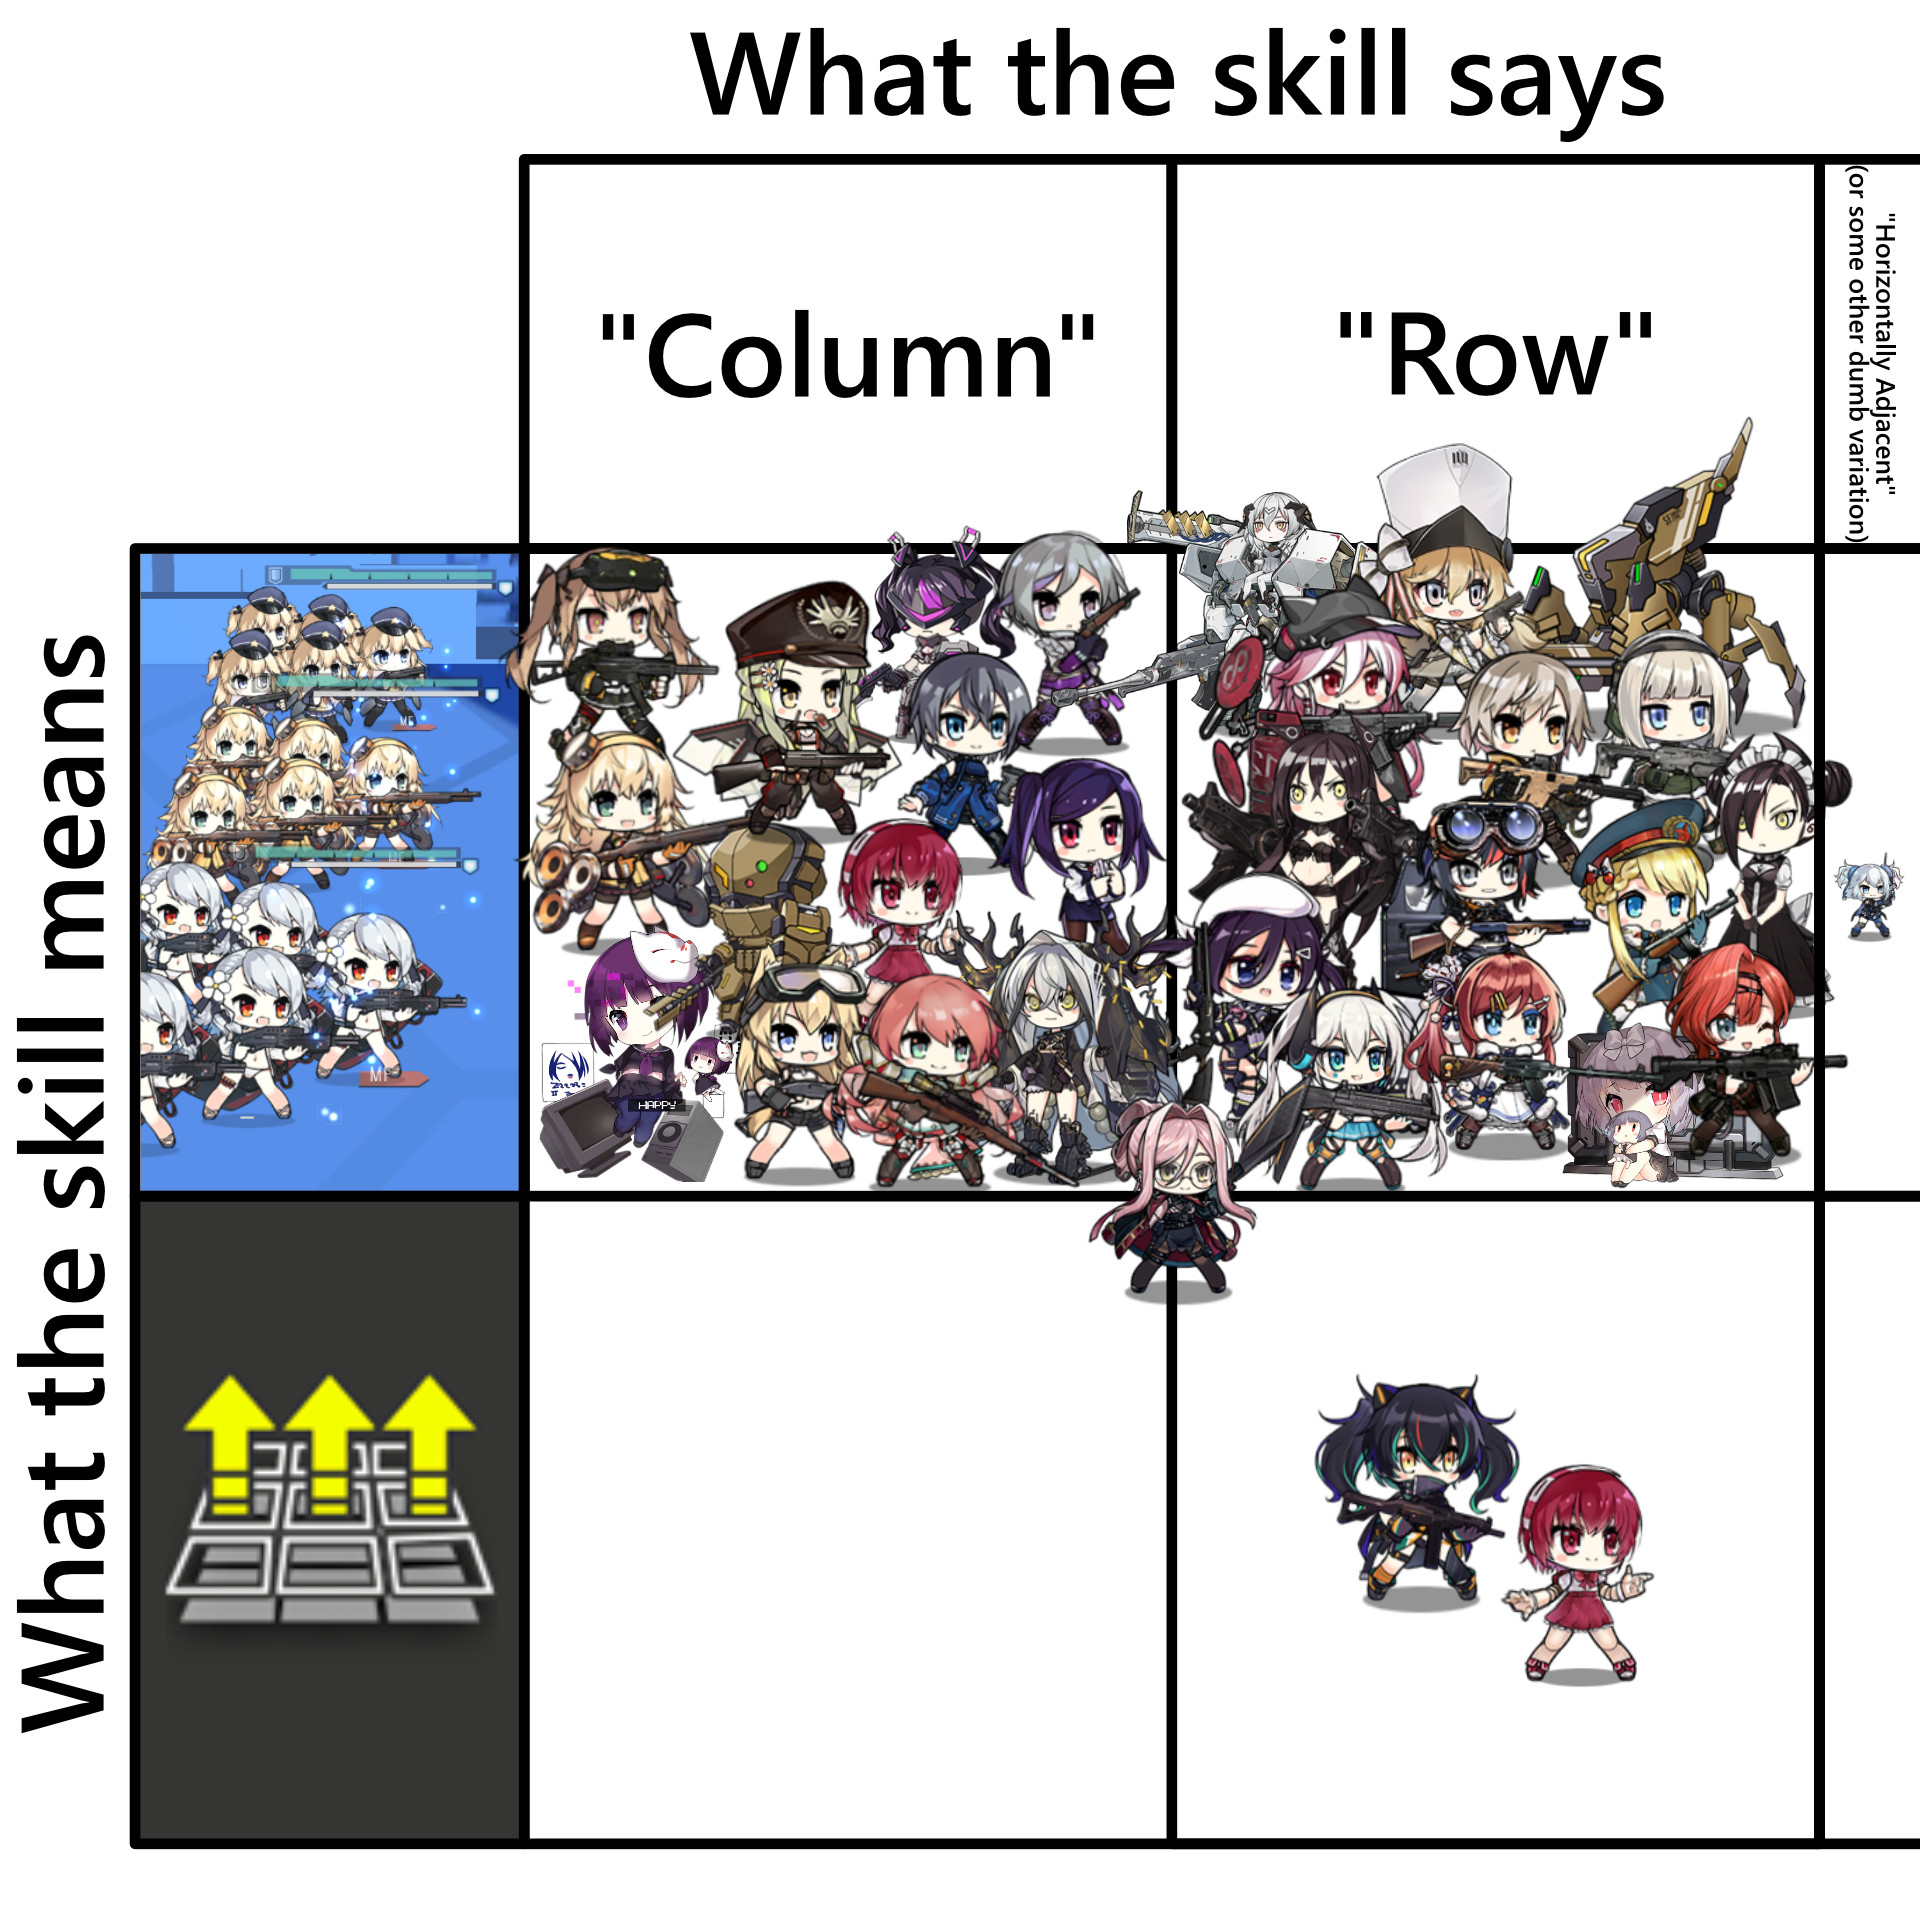 What the skill says
"Column"
"Row"
"Horizontally Adjacent"
(or some other dumb variation)
What the skill means
HAPPY